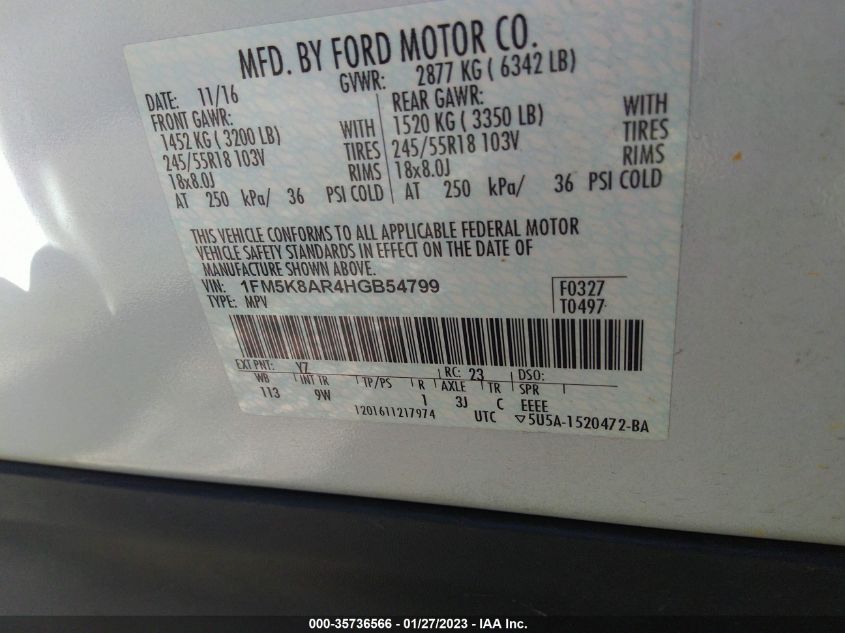 MFD. BY FORD MOTOR CO.
DATE: 11/16 GVWR: 2877 KG ( 6342 LB)
FRONT GAWR: REAR GAWR:
1452 KG ( 3200 LB) WITH 1520 KG ( 3350 LB) WITH
245/55R18 103V TIRES 245/55R18 103V TIRES
18x8.0J RIMS 18x8.0J RIMS
AT 250 kPa/ 36 PSI COLD AT 250 kPa/ 36 PSI COLD
THIS VEHICLE CONFORMS TO ALL APPLICABLE FEDERAL MOTOR
VEHICLE SAFETY STANDARDS IN EFFECT ON THE DATE OF
MANUFACTURE SHOWN ABOVE.
VIN: 1FM5K8AR4HGB54799 F0327
TYPE: MPV T0497
EXT PNT: YZ RC: 23 DSO:
WB INT TR TP/PS R AXLE TR SPR
113 9W 1 3J C EEEE
1201611217974 UTC ▽5U5A-1520472-BA
000-35736566 — 01/27/2023 — IAA Inc.